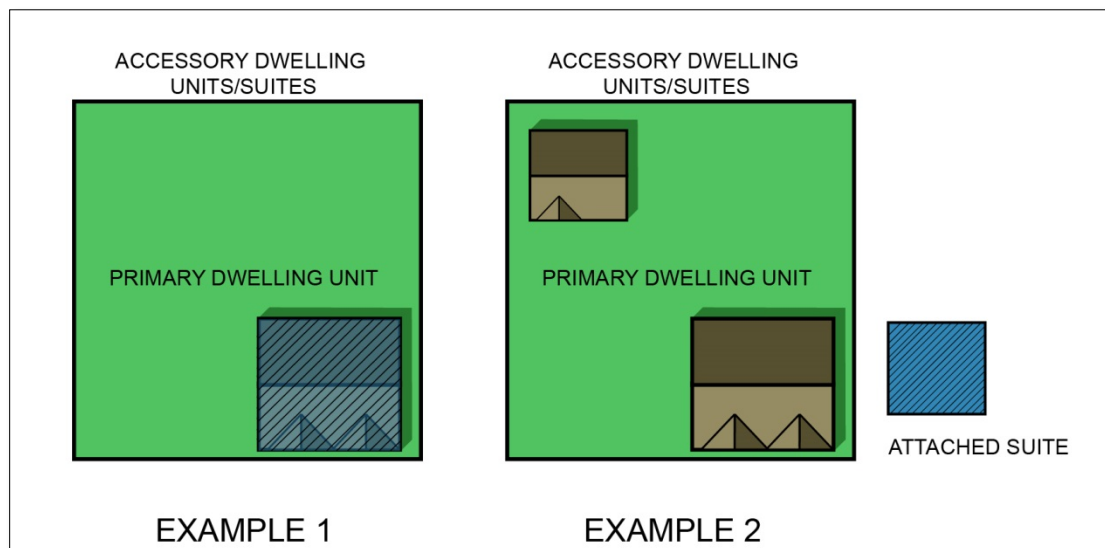 ACCESSORY DWELLING
UNITS/SUITES
PRIMARY DWELLING UNIT
EXAMPLE 1
ACCESSORY DWELLING
UNITS/SUITES
PRIMARY DWELLING UNIT
EXAMPLE 2
ATTACHED SUITE